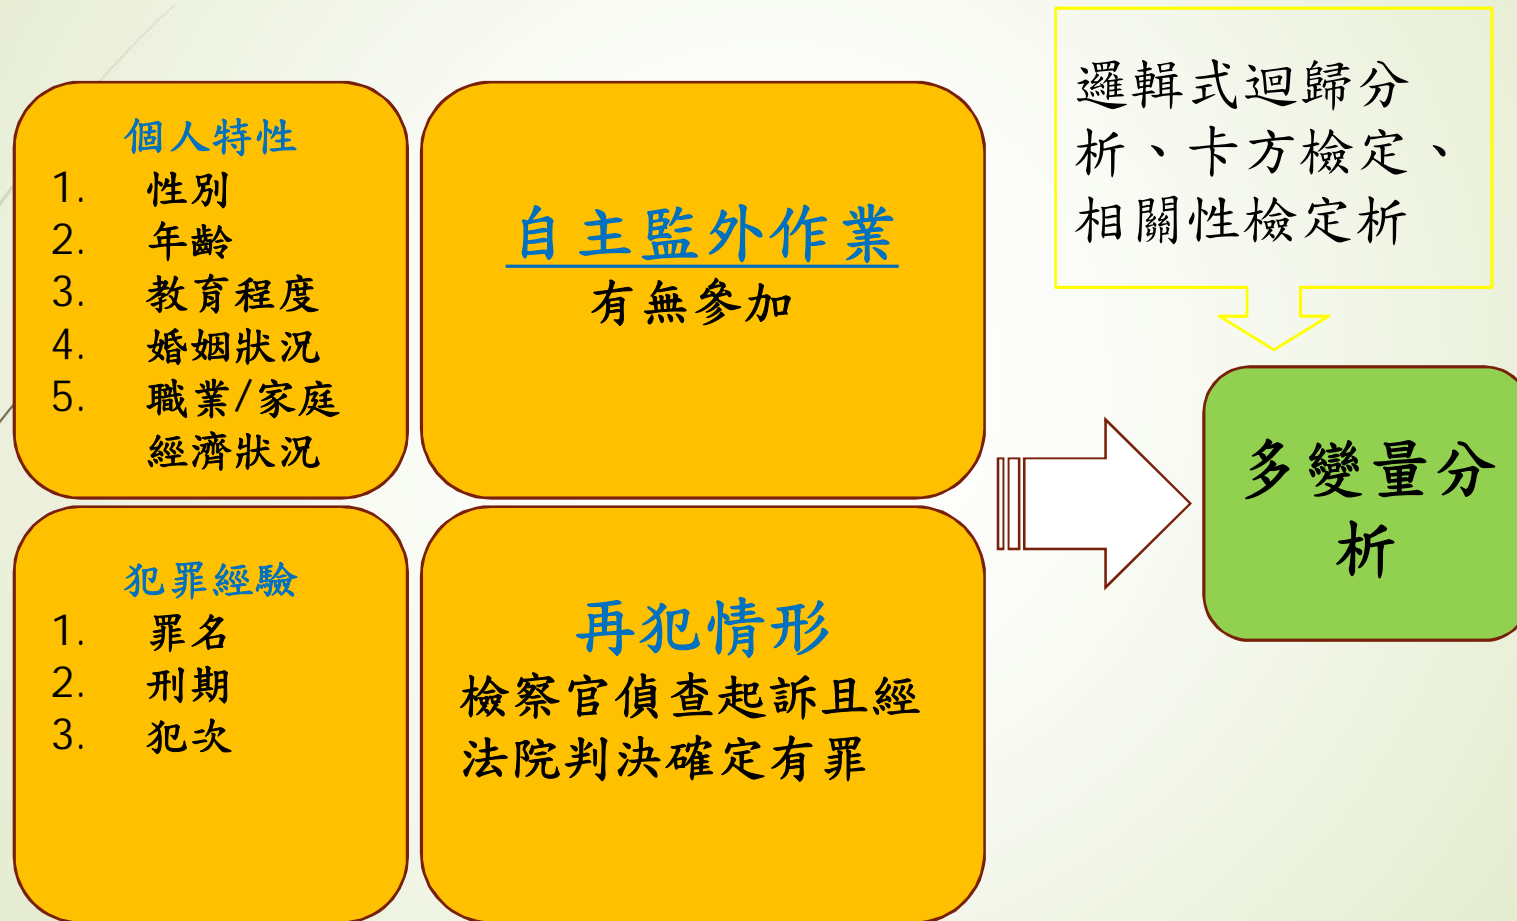 個人特性
1. 性別
2. 年齡
3. 教育程度
4. 婚姻狀況
5. 職業/家庭
經濟狀況
自主監外作業
有無參加
犯罪經驗
1. 罪名
2. 刑期
3. 犯次
再犯情形
檢察官偵查起訴且經
法院判決確定有罪
邏輯式迴歸分
析、卡方檢定、
相關性檢定析
多變量分
析